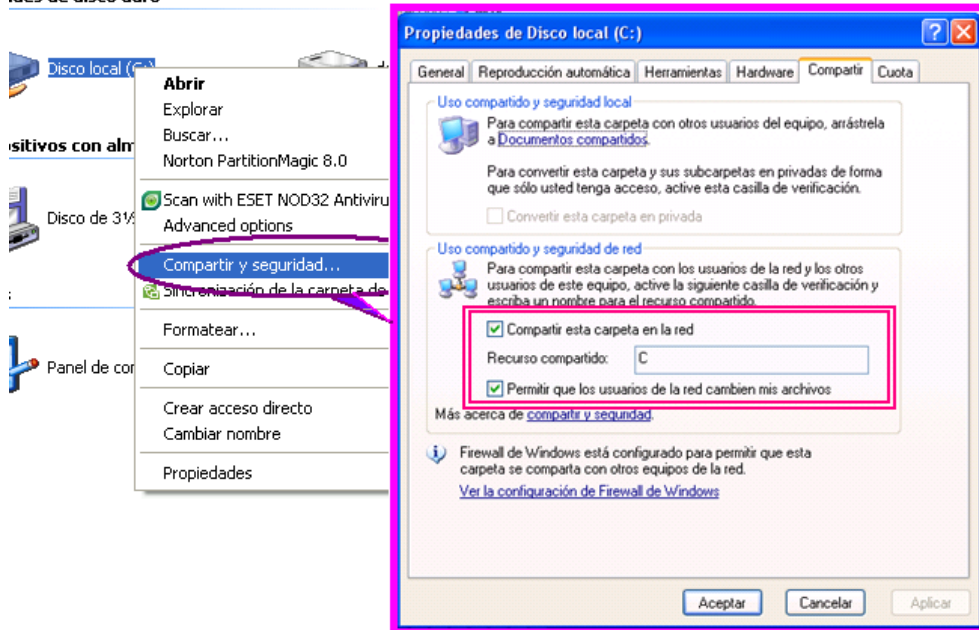 Disco local (C:)
Abrir
Explorar
Buscar...
Norton PartitionMagic 8.0
Scan with ESET NOD32 Antiviru
Advanced options
Compartir y seguridad...
Sincronización de la carpeta de
Formatear...
Copiar
Crear acceso directo
Cambiar nombre
Propiedades
sitivos con alm
Disco de 3½
Panel de cor
Propiedades de Disco local (C:)
General Reproducción automática Herramientas Hardware Compartir Cuota
Uso compartido y seguridad local
Para compartir esta carpeta con otros usuarios del equipo, arrástrela
a Documentos compartidos.
Para convertir esta carpeta y sus subcarpetas en privadas de forma
que sólo usted tenga acceso, active esta casilla de verificación.
Convertir esta carpeta en privada
Uso compartido y seguridad de red
Para compartir esta carpeta con los usuarios de la red y los otros
usuarios de este equipo, active la siguiente casilla de verificación y
escriba un nombre para el recurso compartido.
Compartir esta carpeta en la red
Recurso compartido: C
Permitir que los usuarios de la red cambien mis archivos
Más acerca de compartir y seguridad.
Firewall de Windows está configurado para permitir que esta
carpeta se comparta con otros equipos de la red.
Ver la configuración de Firewall de Windows
Aceptar Cancelar Aplicar